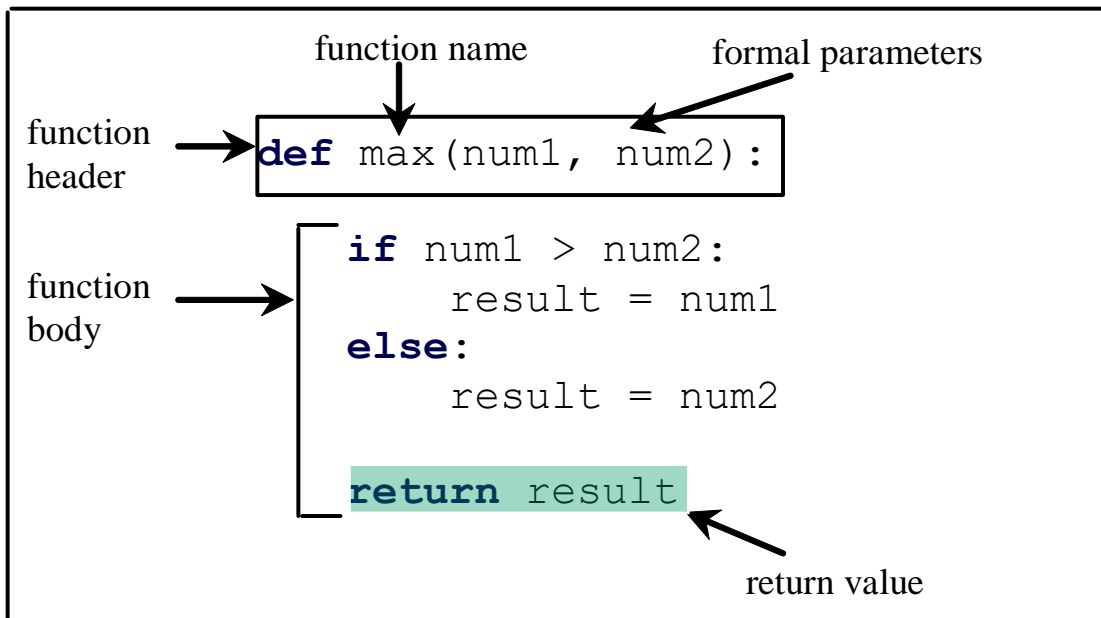 function name
formal parameters
function
header
def max(num1, num2):
if num1 > num2:
function
body
result = num1
else:
result = num2
return result
return value